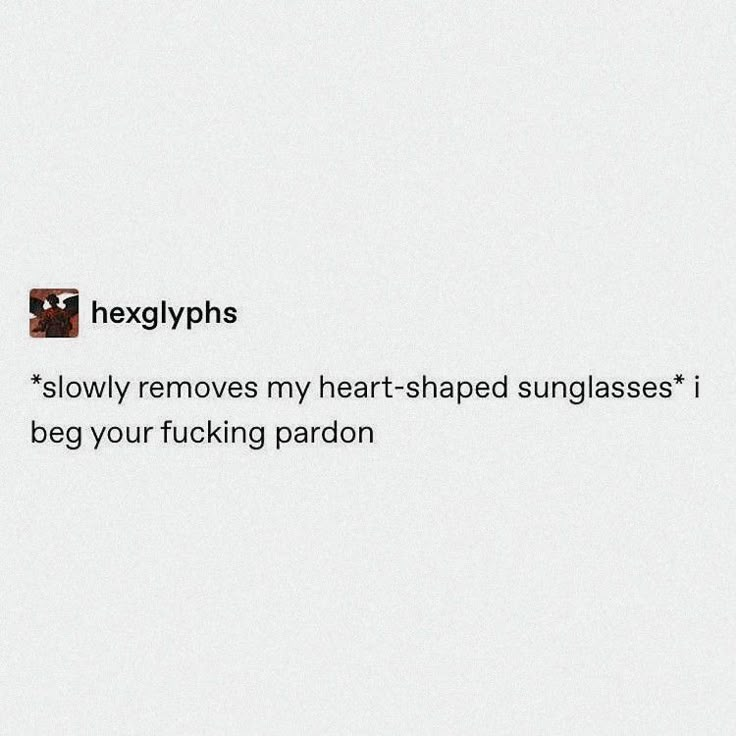 hexglyphs
*slowly removes my heart-shaped sunglasses* i
beg your fucking pardon